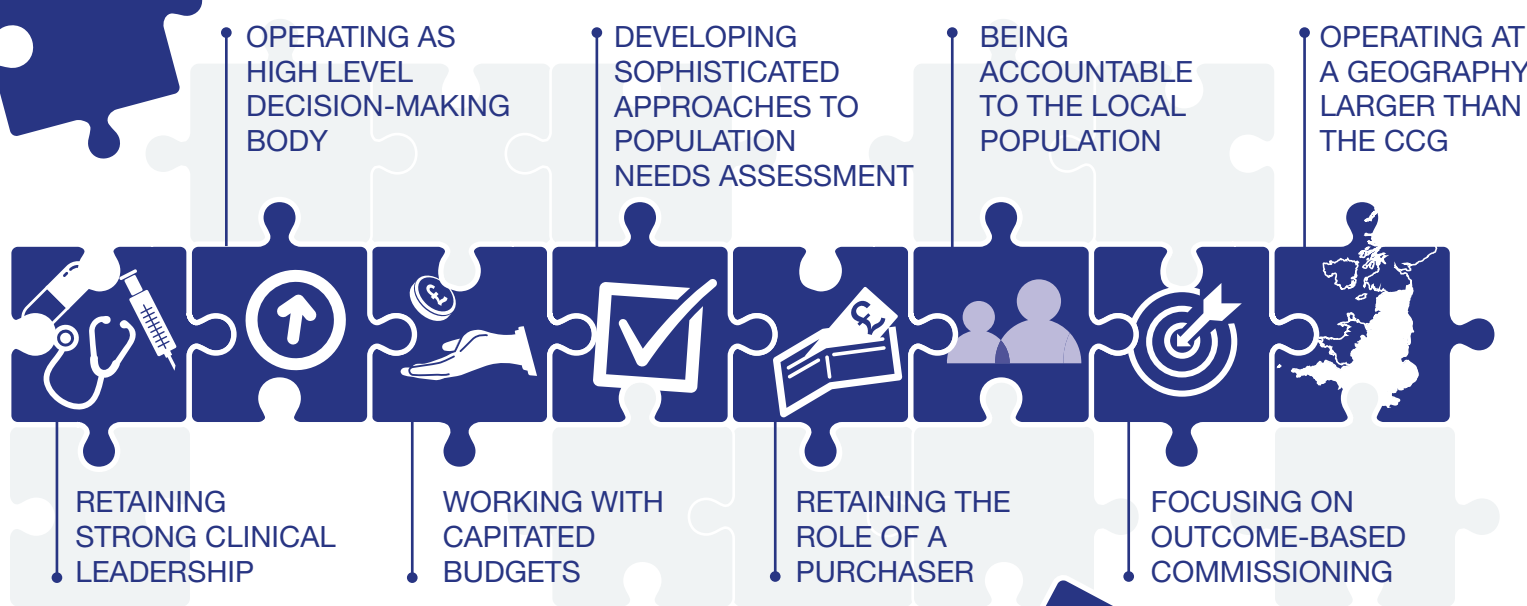 OPERATING AS
HIGH LEVEL
DECISION-MAKING
BODY
DEVELOPING
SOPHISTICATED
APPROACHES TO
POPULATION
NEEDS ASSESSMENT
BEING
ACCOUNTABLE
TO THE LOCAL
POPULATION
OPERATING AT
A GEOGRAPHY
LARGER THAN
THE CCG
£1
£
RETAINING
STRONG CLINICAL
LEADERSHIP
WORKING WITH
CAPITATED
BUDGETS
RETAINING THE
ROLE OF A
PURCHASER
FOCUSING ON
OUTCOME-BASED
COMMISSIONING